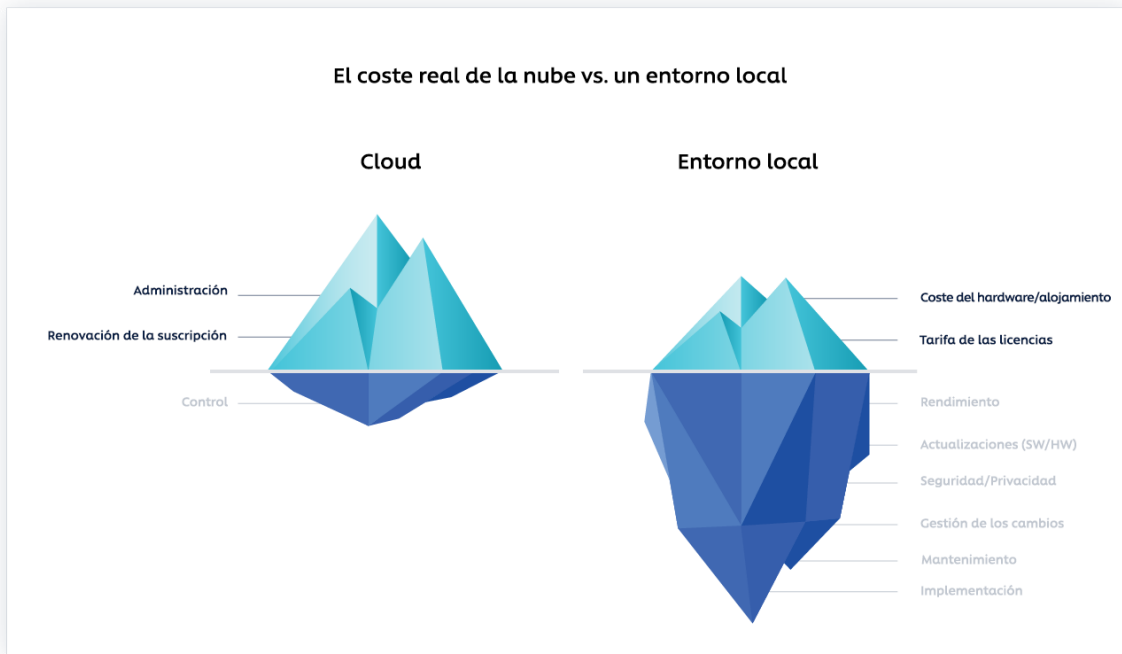 El coste real de la nube vs. un entorno local
Cloud
Administración
Renovación de la suscripción
Control
Entorno local
Coste del hardware/alojamiento
Tarifa de las licencias
Rendimiento
Actualizaciones (SW/HW)
Seguridad/Privacidad
Gestión de los cambios
Mantenimiento
Implementación